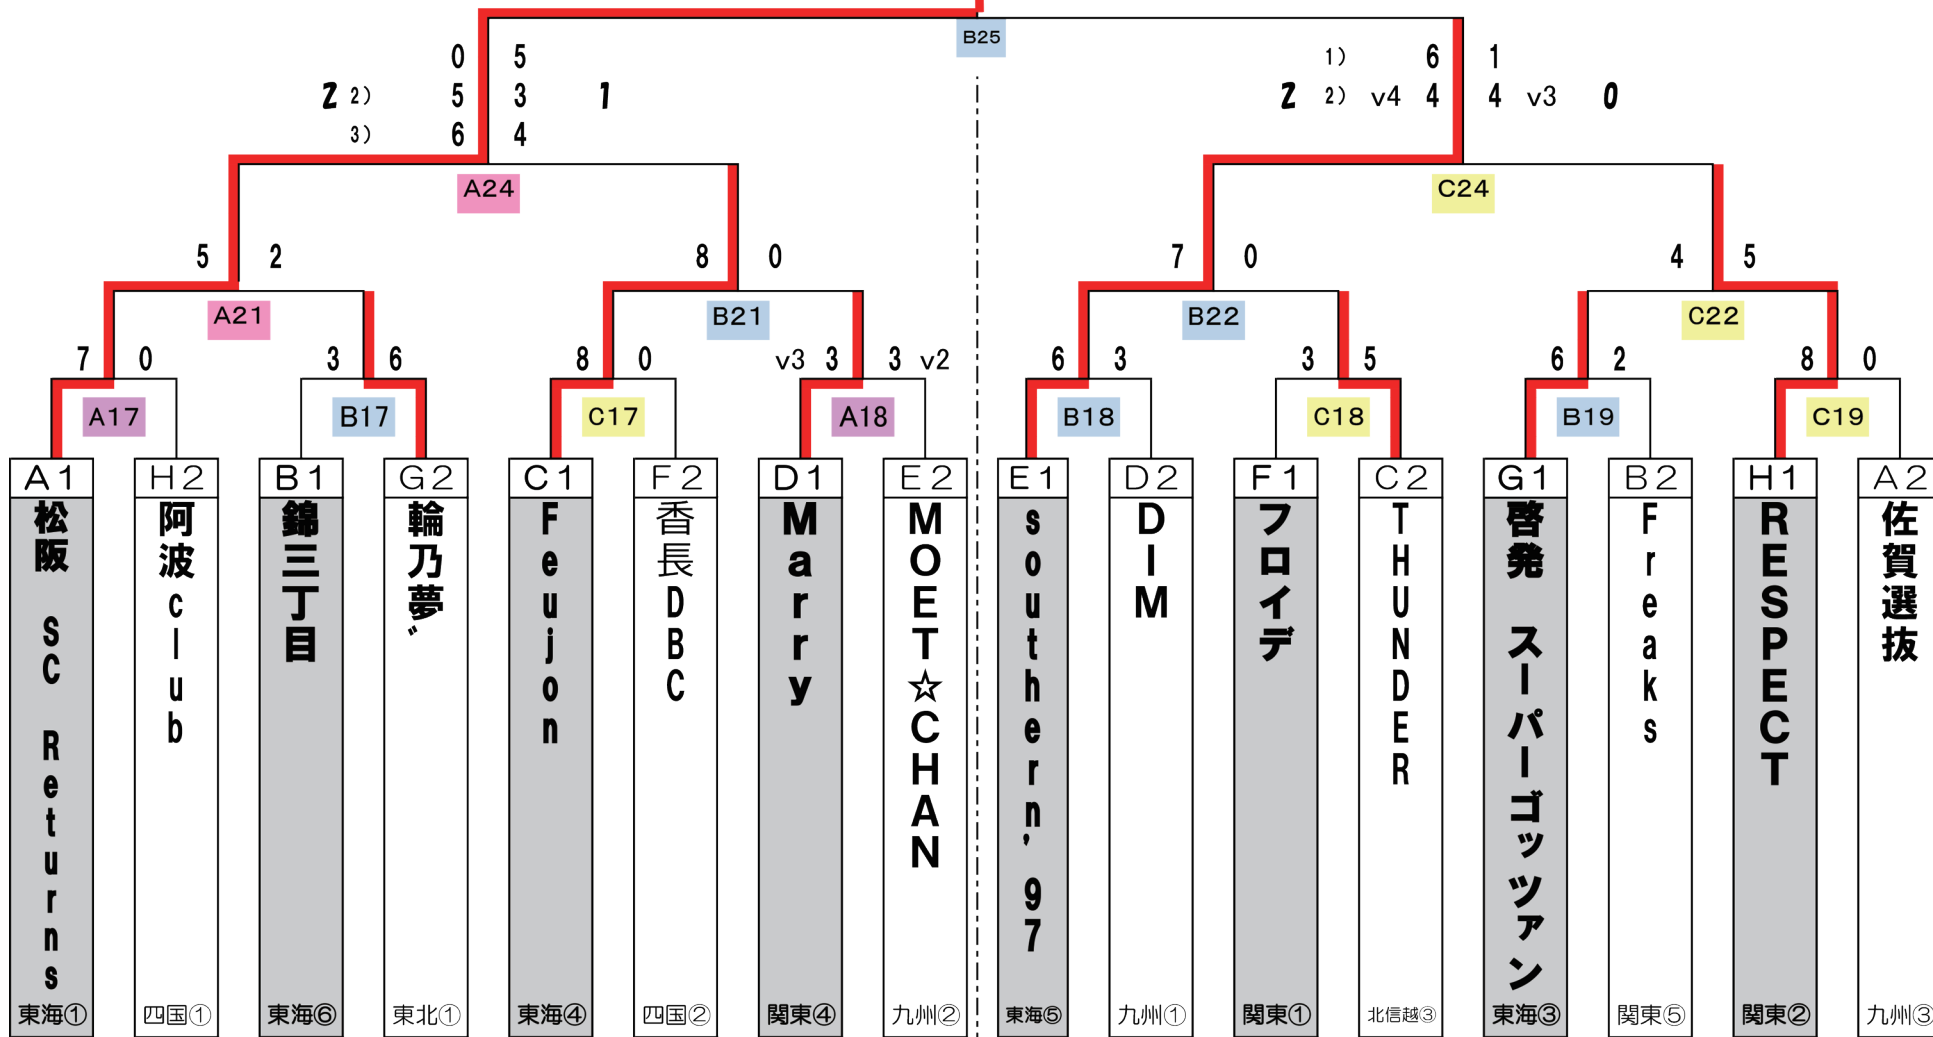 B25
0 5
1) 6 1
2 2) 5 3 1
2 2) v4 4 4 v3 0
3) 6 4
A24
C24
5 2
8 0
7 0
4 5
A21
B21
B22
C22
7 0
3 6
8 0
v3 3 3 v2
6 3
3 5
6 2
8 0
A17
B17
C17
A18
B18
C18
B19
C19
A1
H2
B1
G2
C1
F2
D1
E2
E1
D2
F1
C2
G1
B2
H1
A2
松阪 SC Returns
阿波club
錦三丁目
輪乃夢〝
Feujon
香長DBC
Marry
MOET☆CHAN
southern’97
DIM
フロイデ
THUNDER
啓発 スーパーゴッツァン
Freaks
RESPECT
佐賀選抜
東海①
四国①
東海⑥
東北①
東海④
四国②
関東④
九州②
東海⑤
九州①
関東①
北信越③
東海③
関東⑤
関東②
九州③